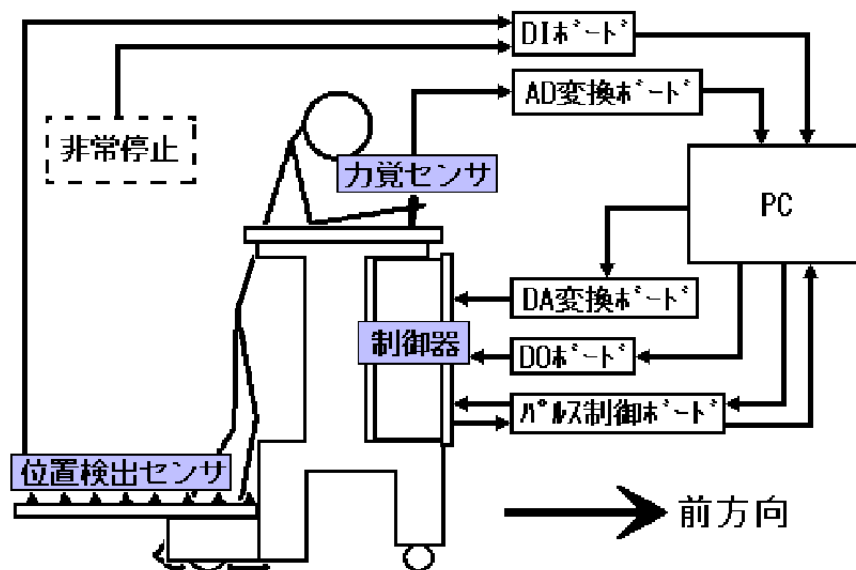 DIボード
AD変換ボード
非常停止
力覚センサ
PC
DA変換ボード
制御器
DOボード
パルス制御ボード
位置検出センサ
前方向